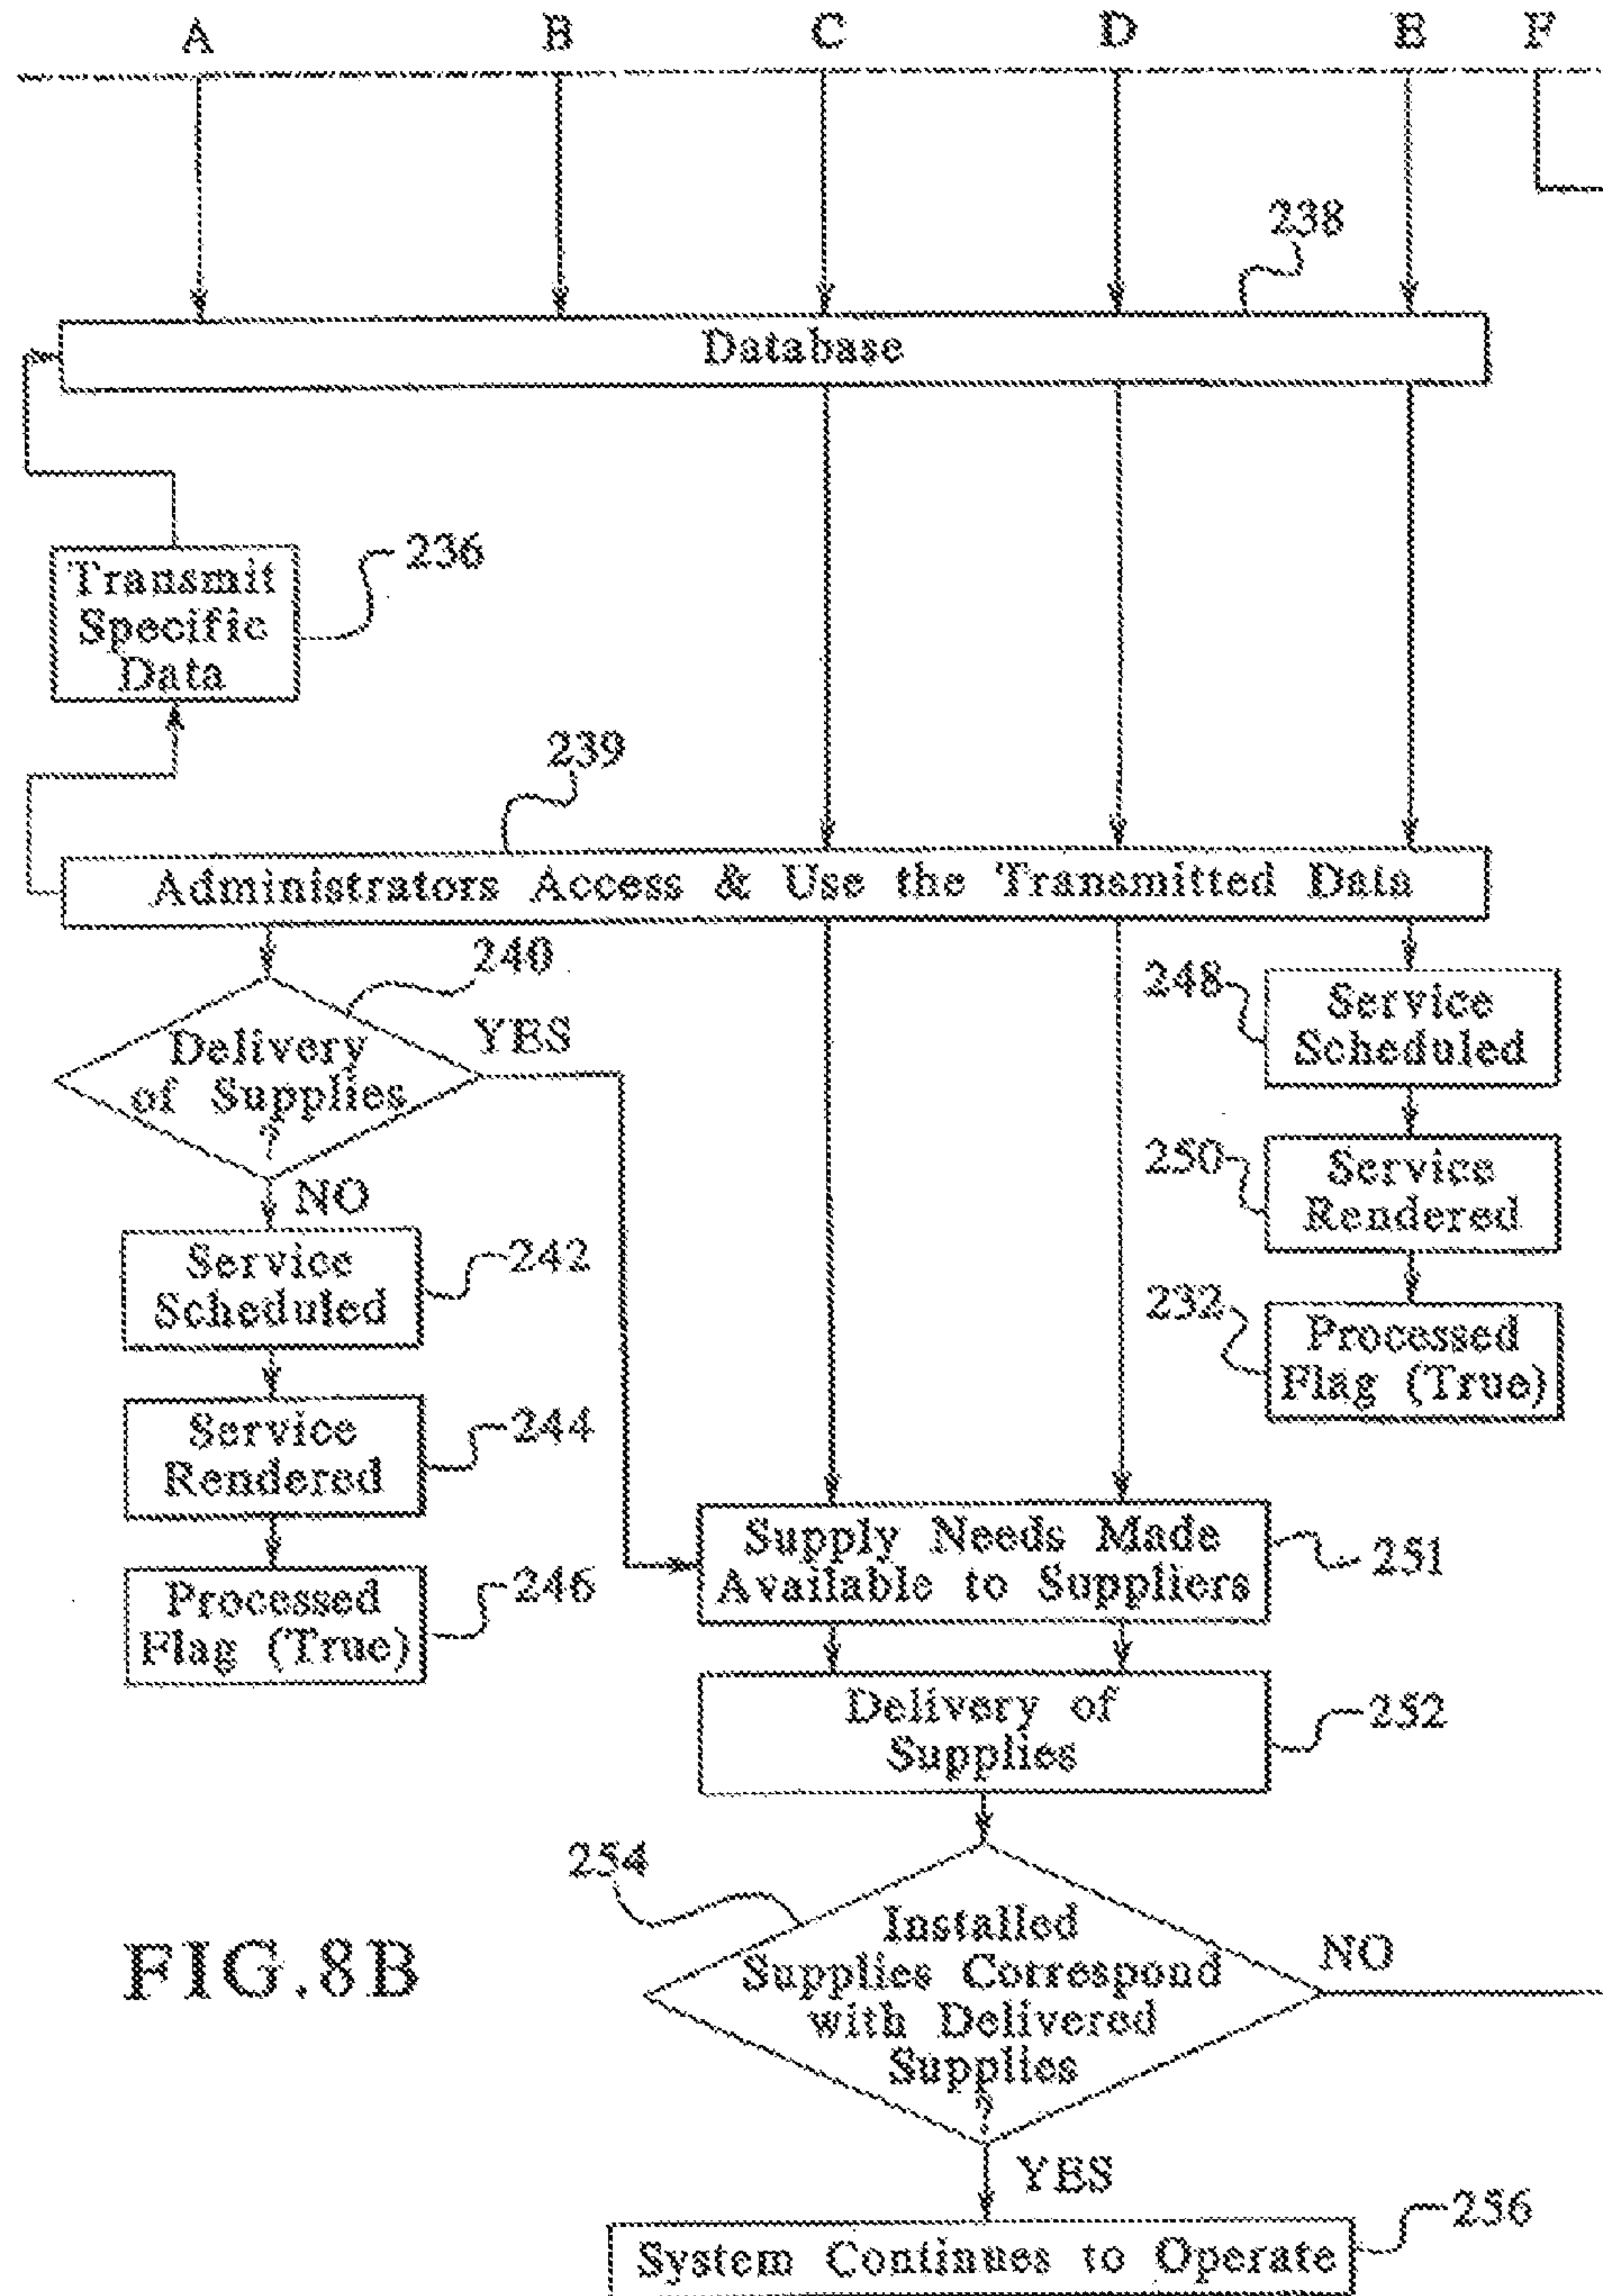 A B C D E F
238
Database
236
Transmit
Specific
Data
239
Administrators Access & Use the Transmitted Data
240
Delivery
of Supplies
?
YES
NO
248
Service
Scheduled
250
Service
Rendered
232
Processed
Flag (True)
Service
Scheduled
242
Service
Rendered
244
Processed
Flag (True)
246
Supply Needs Made
Available to Suppliers
251
Delivery of
Supplies
252
254
Installed
Supplies Correspond
with Delivered
Supplies
?
NO
YES
FIG.8B
System Continues to Operate
256